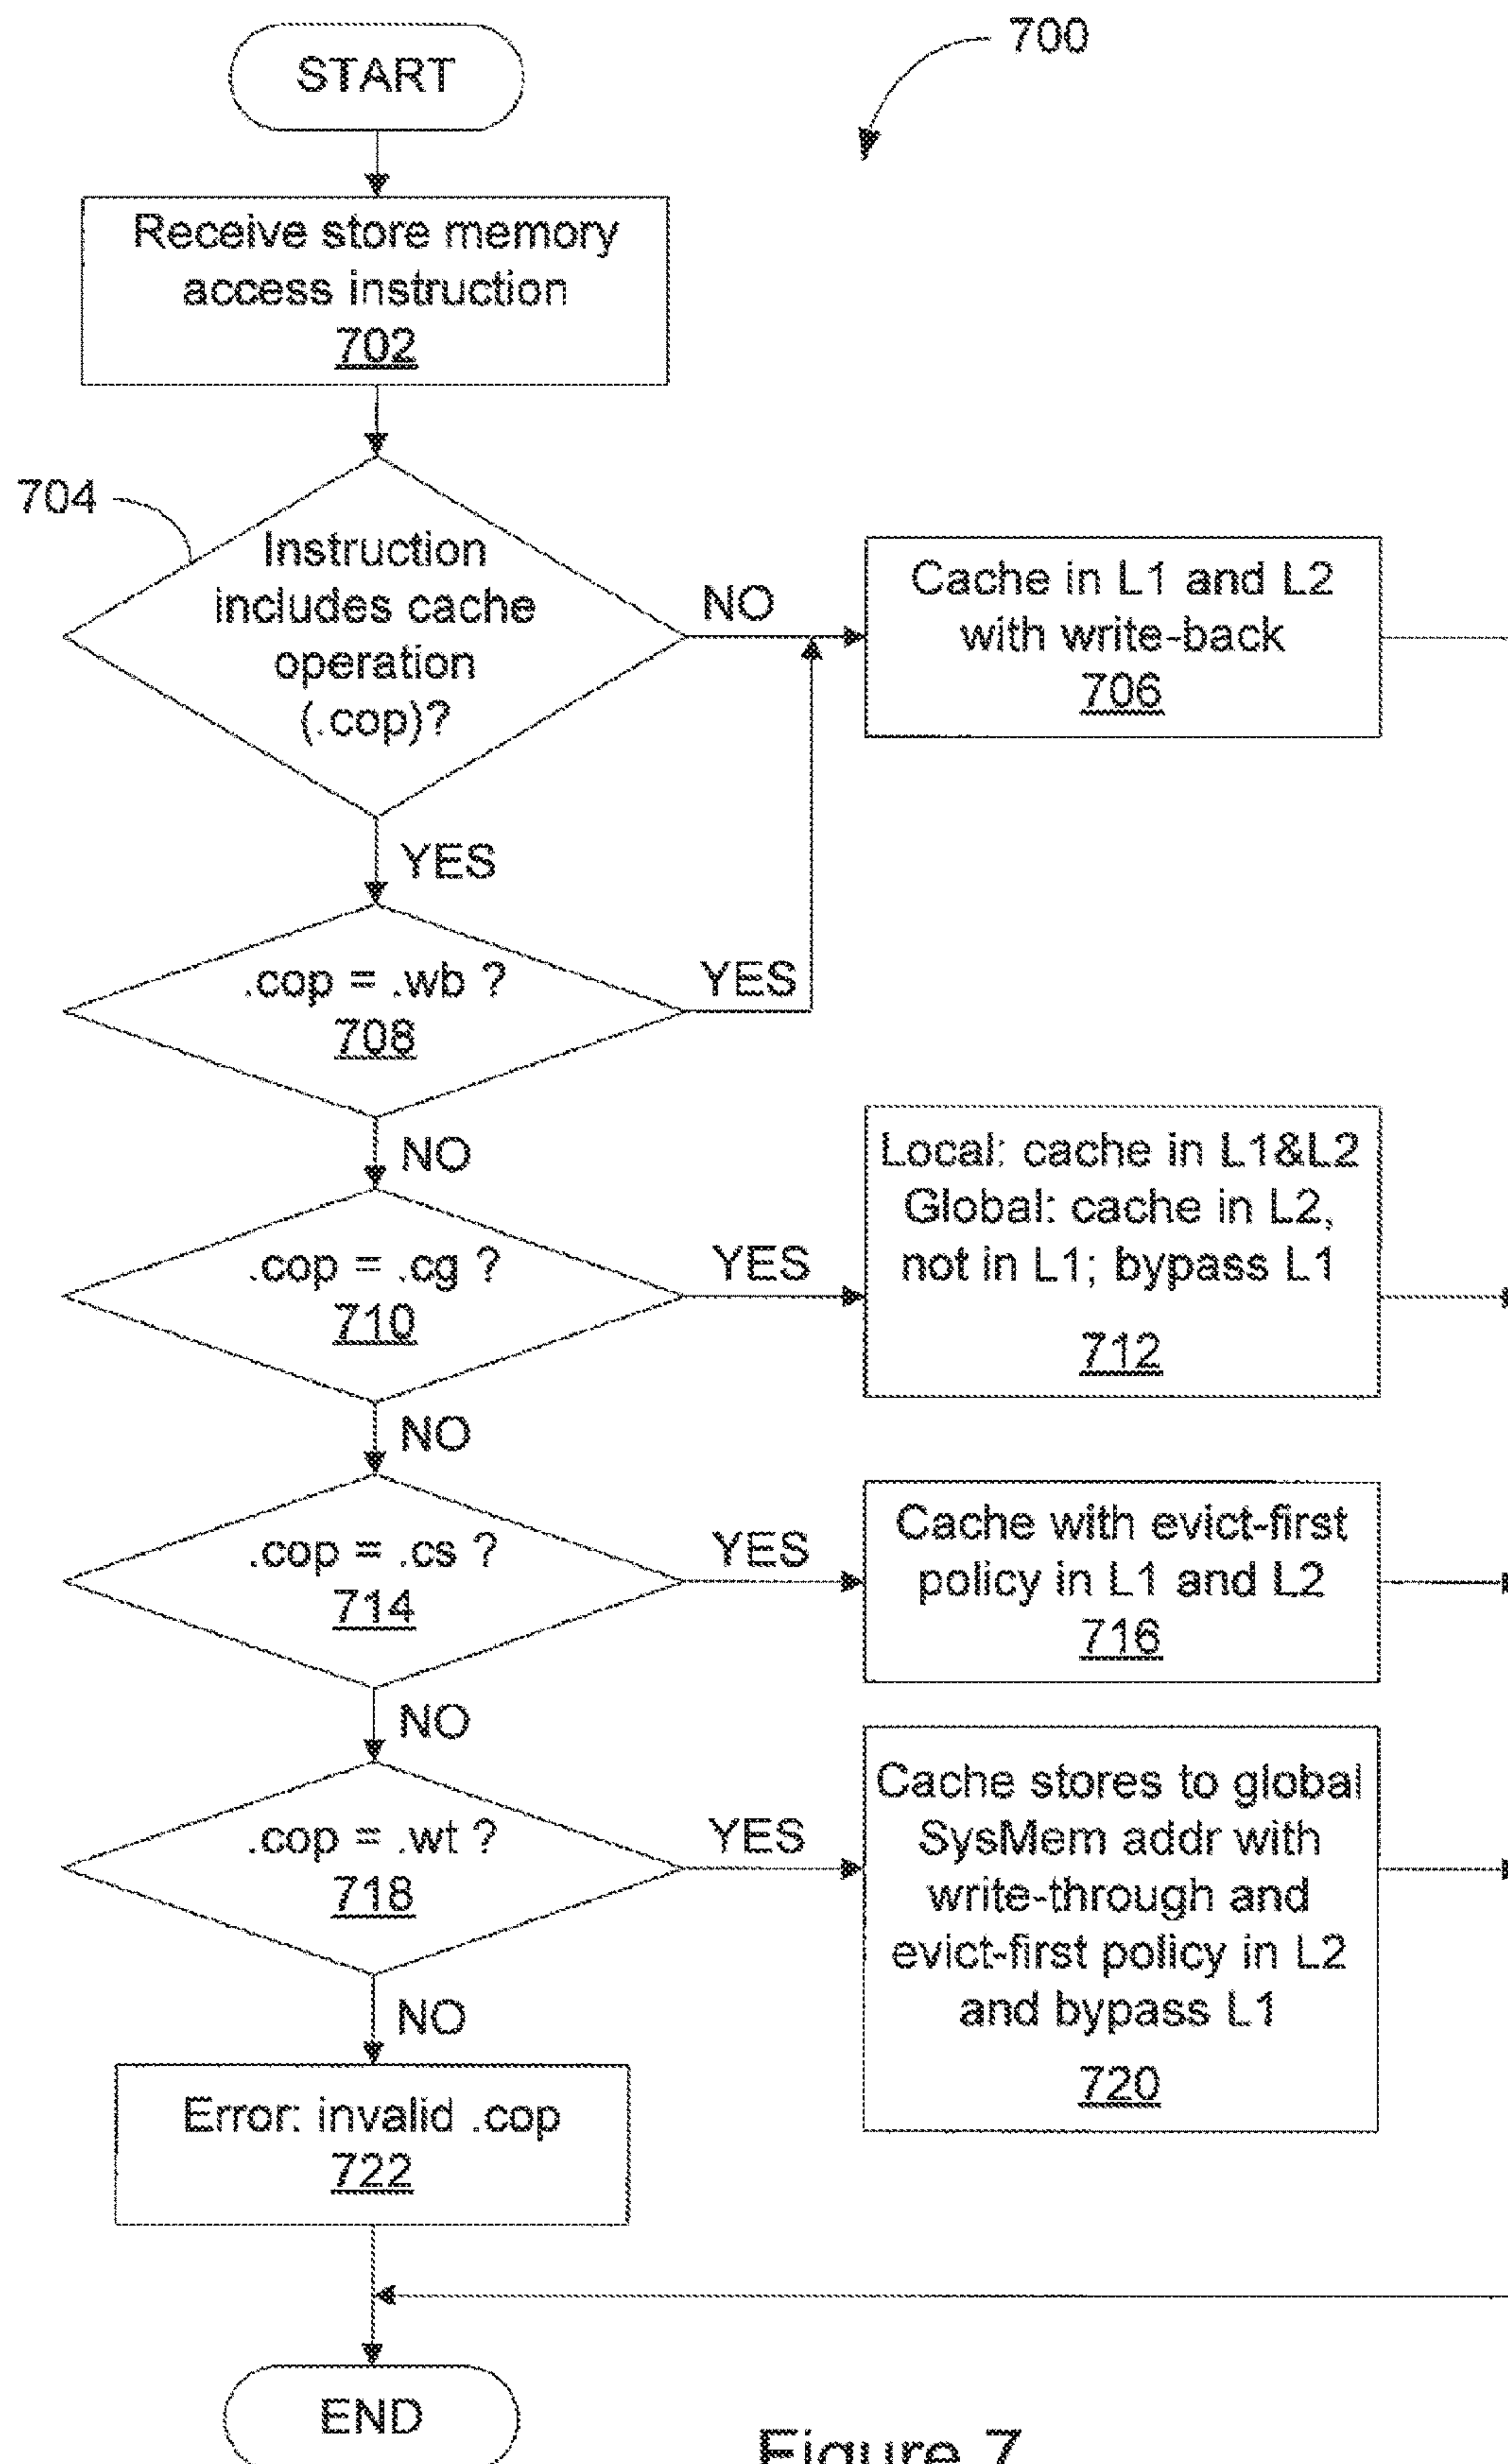 START
700
Receive store memory
access instruction
702
704
Instruction
includes cache
operation
(.cop)?
NO
Cache in L1 and L2
with write-back
706
YES
.cop = .wb ?
708
YES
NO
.cop = .cg ?
710
YES
Local: cache in L1&L2
Global: cache in L2,
not in L1; bypass L1
712
NO
.cop = .cs ?
714
YES
Cache with evict-first
policy in L1 and L2
716
NO
.cop = .wt ?
718
YES
Cache stores to global
SysMem addr with
write-through and
evict-first policy in L2
and bypass L1
720
NO
Error: invalid .cop
722
END
Figure 7